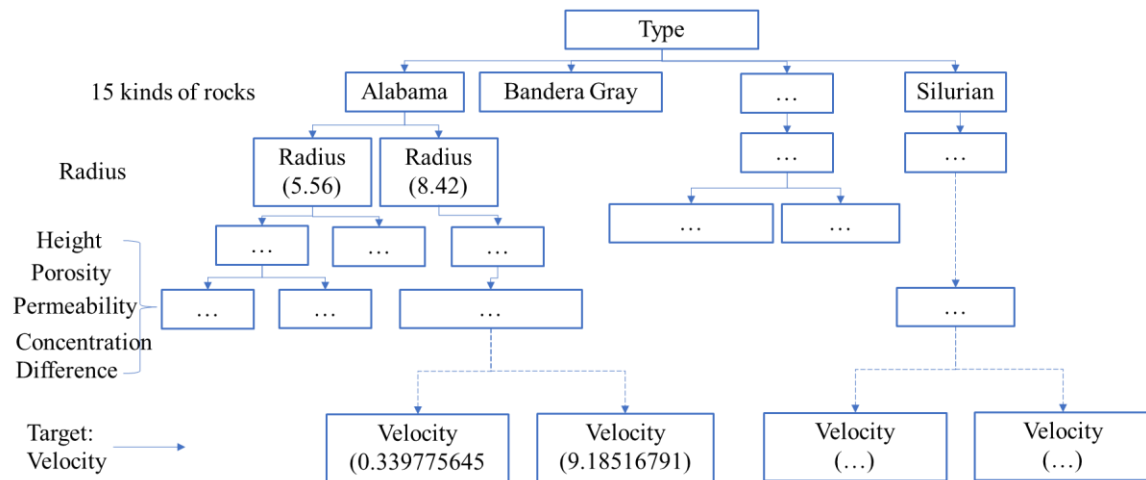 Type
15 kinds of rocks
Alabama
Bandera Gray
…
Silurian
Radius
Radius
(5.56)
Radius
(8.42)
…
…
Height
Porosity
Permeability
Concentration
Difference
…
…
…
…
…
…
…
…
…
Target:
Velocity
Velocity
(0.339775645
Velocity
(9.18516791)
Velocity
(…)
Velocity
(…)